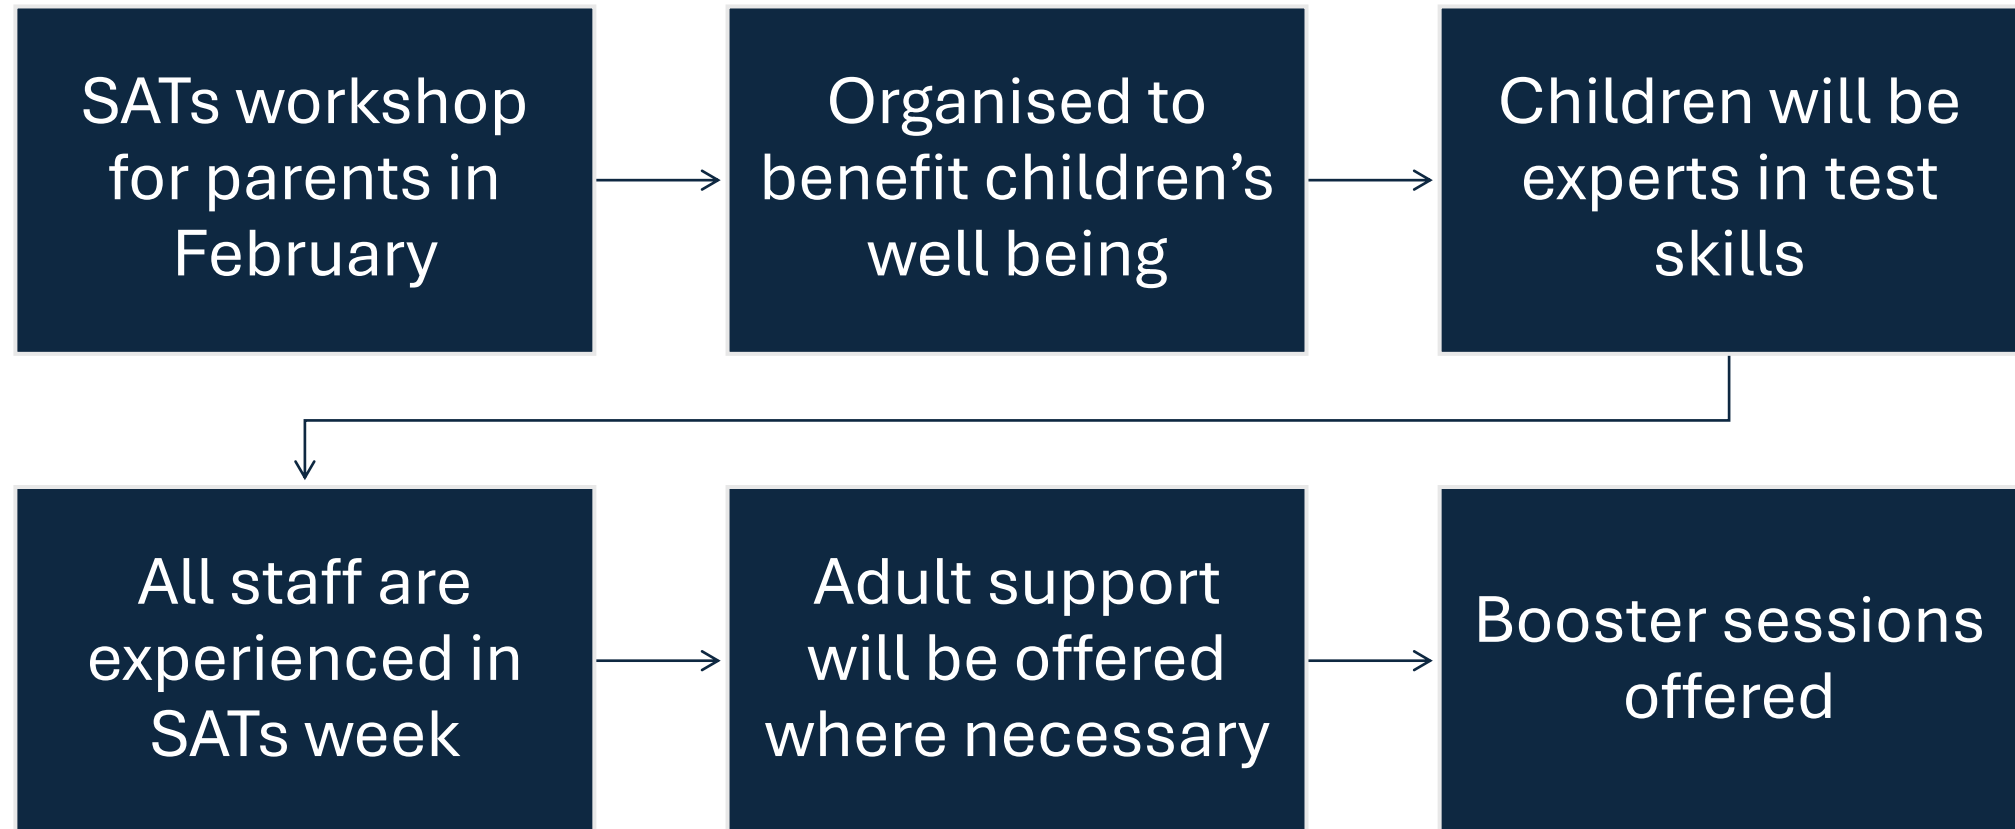 SATs workshop
for parents in
February
Organised to
benefit children’s
well being
Children will be
experts in test
skills
All staff are
experienced in
SATs week
Adult support
will be offered
where necessary
Booster sessions
offered